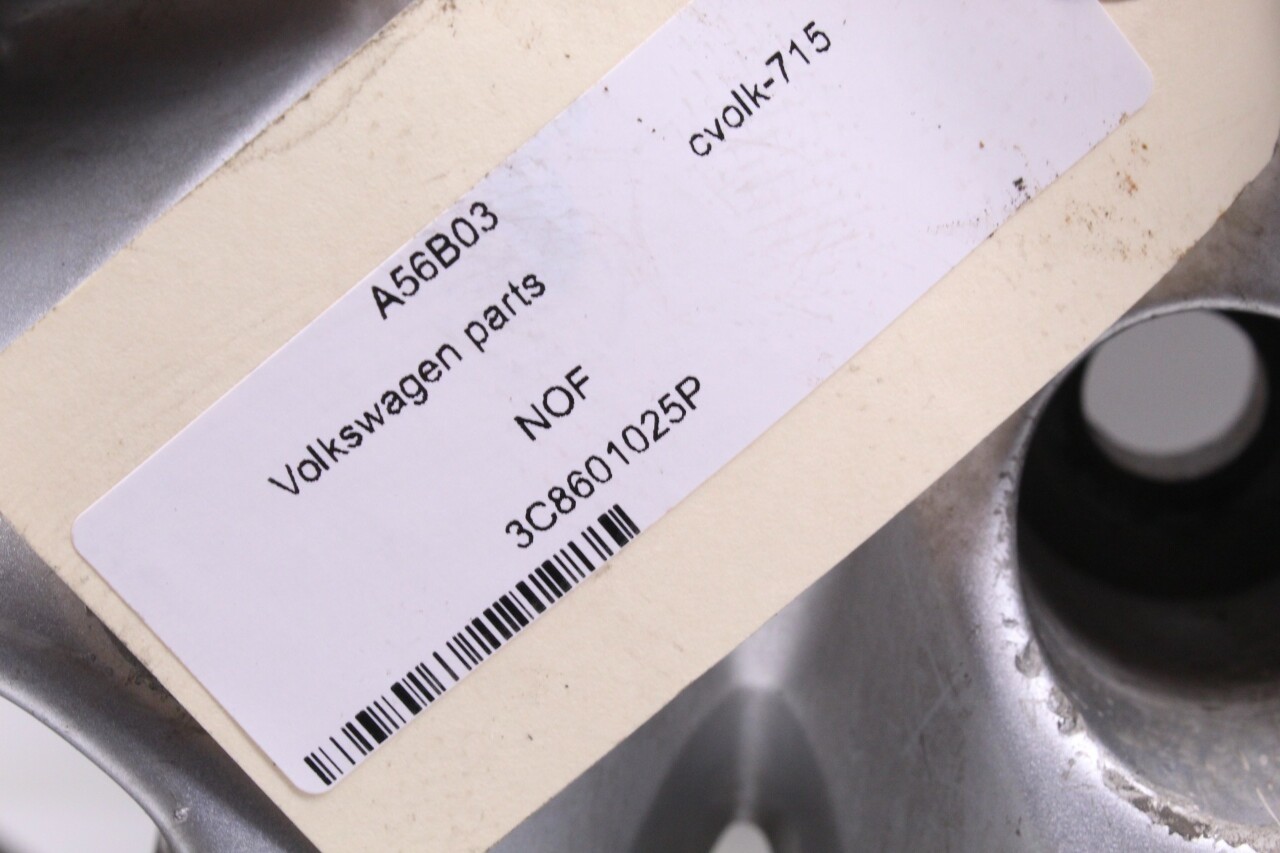 cvolk-715
A56B03
Volkswagen parts
NOF
3C8601025P